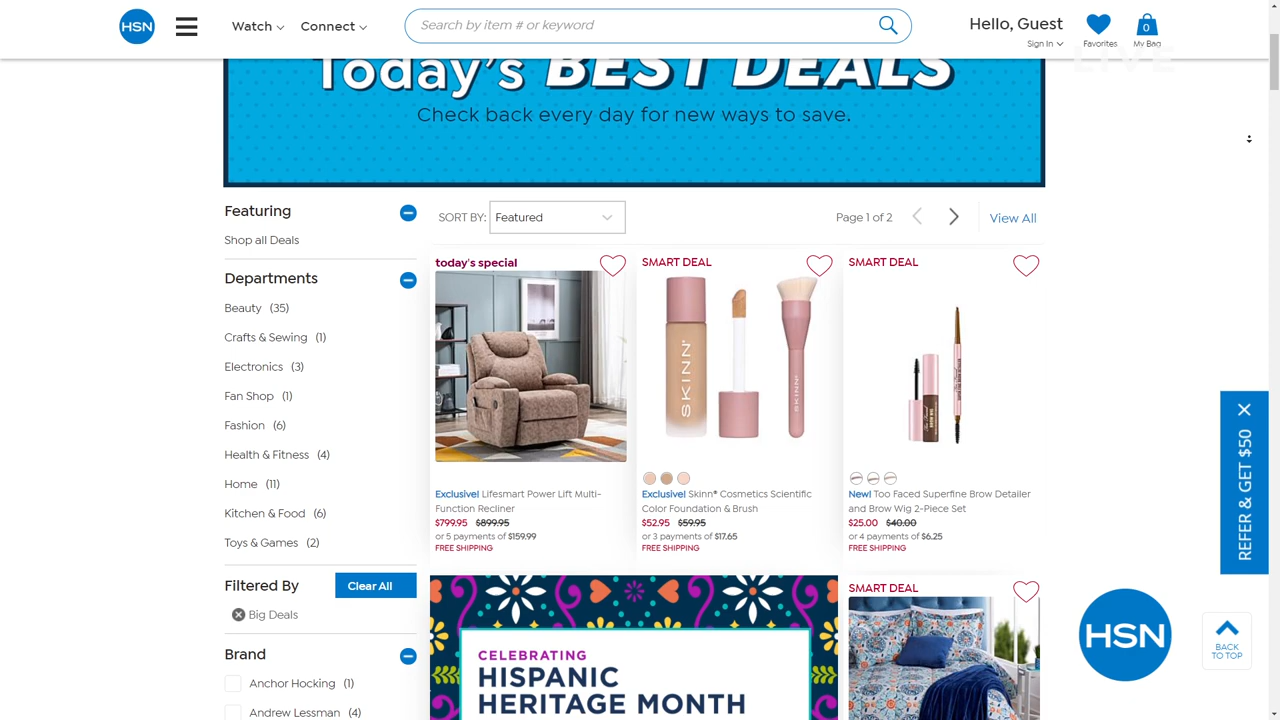 HSN
Watch
Connect
Search by item # or keyword
Hello, Guest
Sign In
Favorites
0
My Bag
LIVE
Today's BEST DEALS
Check back every day for new ways to save.
Featuring
Shop all Deals
Departments
Beauty (35)
Crafts & Sewing (1)
Electronics (3)
Fan Shop (1)
Fashion (6)
Health & Fitness (4)
Home (11)
Kitchen & Food (6)
Toys & Games (2)
Filtered By
Clear All
Big Deals
Brand
Anchor Hocking (1)
Andrew Lessman (4)
SORT BY: Featured
Page 1 of 2
View All
today's special
Exclusive! Lifesmart Power Lift Multi-
Function Recliner
$799.95 $899.95
or 5 payments of $159.99
FREE SHIPPING
SMART DEAL
SKINN
SKINN
Exclusive! Skinn® Cosmetics Scientific
Color Foundation & Brush
$52.95 $59.95
or 3 payments of $17.65
FREE SHIPPING
SMART DEAL
New! Too Faced Superfine Brow Detailer
and Brow Wig 2-Piece Set
$25.00 $40.00
or 4 payments of $6.25
FREE SHIPPING
CELEBRATING
HISPANIC
HERITAGE MONTH
SMART DEAL
REFER & GET $50
HSN
BACK
TO TOP